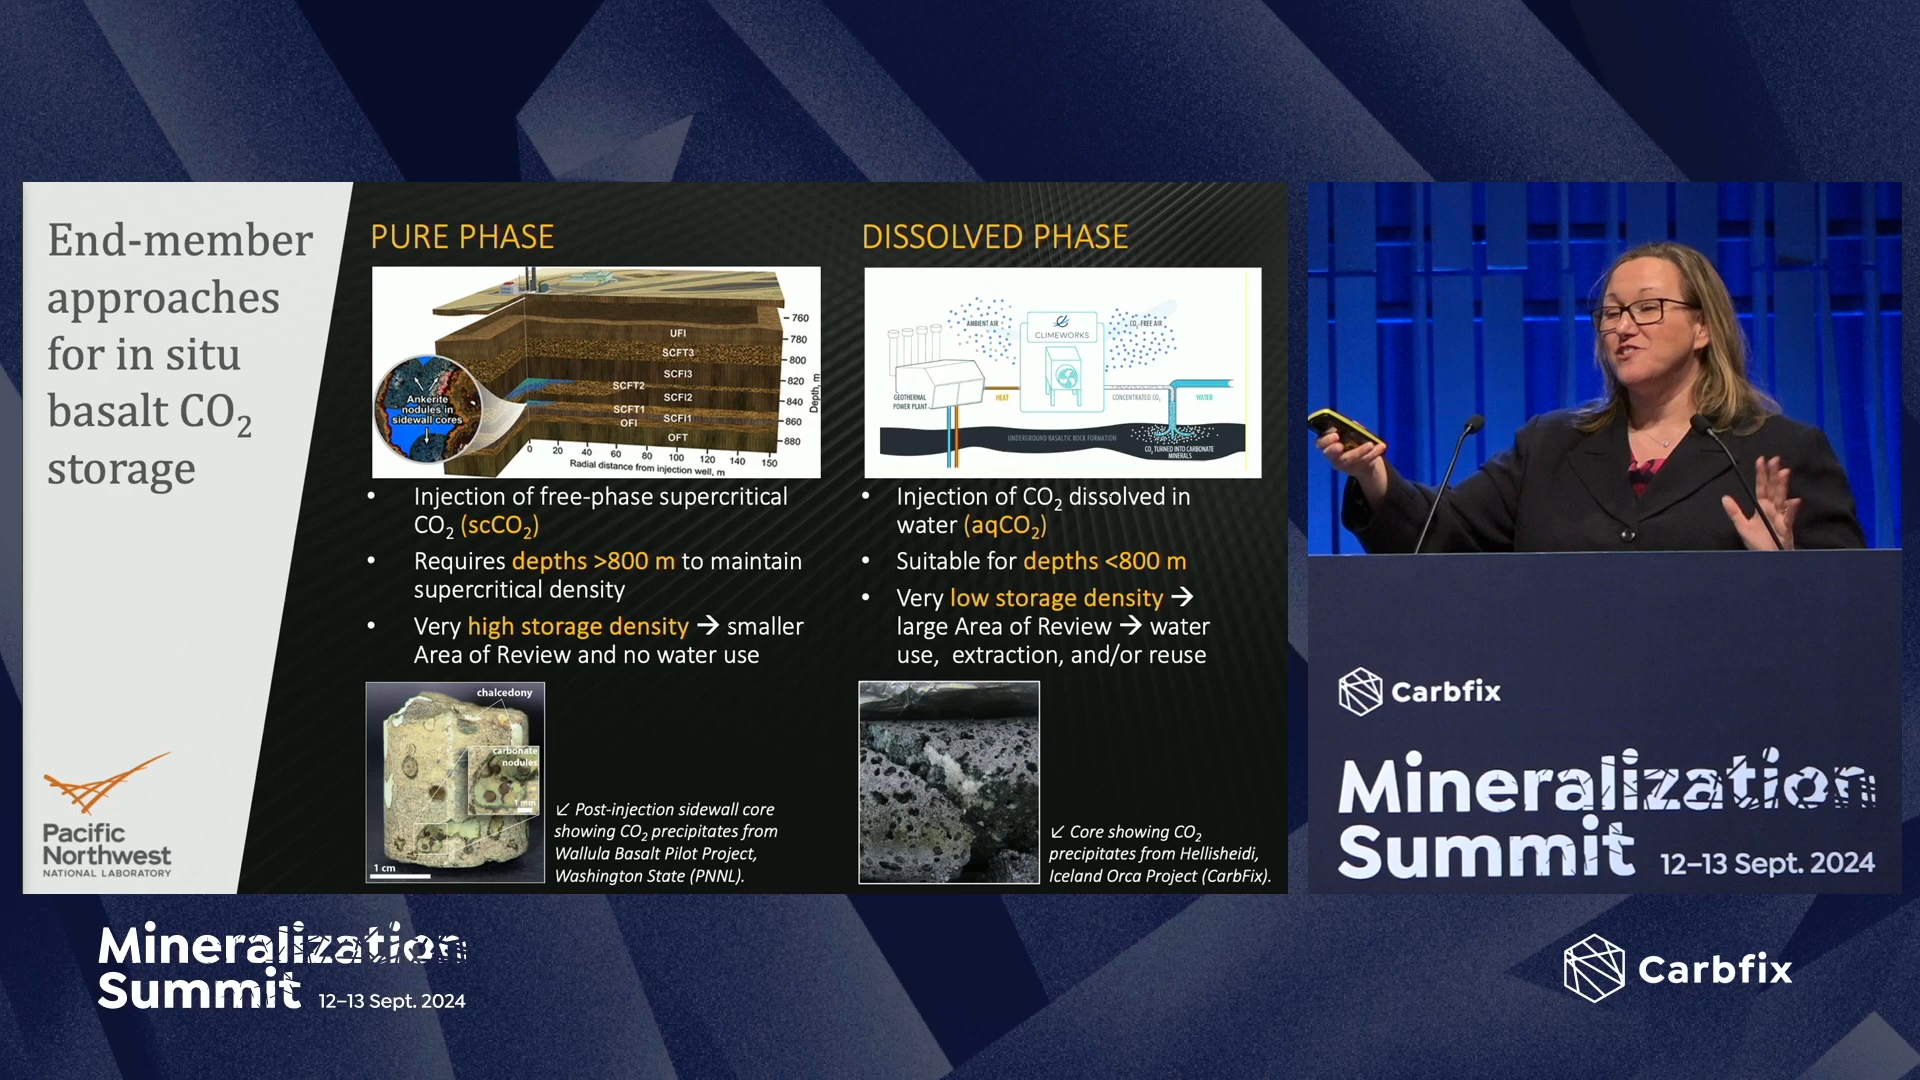 End-member
approaches
for in situ
basalt CO₂
storage
Pacific
Northwest
NATIONAL LABORATORY
PURE PHASE
760
780
800
820
840
860
880
Depth, m
UFI
SCFT3
SCFI3
SCFT2
SCFI2
SCFT1
SCFI1
OFI
OFT
Ankerite
nodules in
sidewall cores
0 20 40 60 80 100 120 140 150
Radial distance from injection well, m
• Injection of free-phase supercritical
CO₂ (scCO₂)
• Requires depths >800 m to maintain
supercritical density
• Very high storage density → smaller
Area of Review and no water use
chalcedony
carbonate
nodules
1 mm
1 cm
↙ Post-injection sidewall core
showing CO₂ precipitates from
Wallula Basalt Pilot Project,
Washington State (PNNL).
DISSOLVED PHASE
AMBIENT AIR
CLIMEWORKS
CO₂-FREE AIR
GEOTHERMAL
POWER PLANT
HEAT
CONCENTRATED CO₂
WATER
UNDERGROUND BASALTIC ROCK FORMATION
CO₂ TURNED INTO CARBONATE
MINERALS
• Injection of CO₂ dissolved in
water (aqCO₂)
• Suitable for depths <800 m
• Very low storage density →
large Area of Review → water
use, extraction, and/or reuse
↙ Core showing CO₂
precipitates from Hellisheidi,
Iceland Orca Project (CarbFix).
Carbfix
Mineralization
Summit 12–13 Sept. 2024
Mineralization
Summit 12–13 Sept. 2024
Carbfix